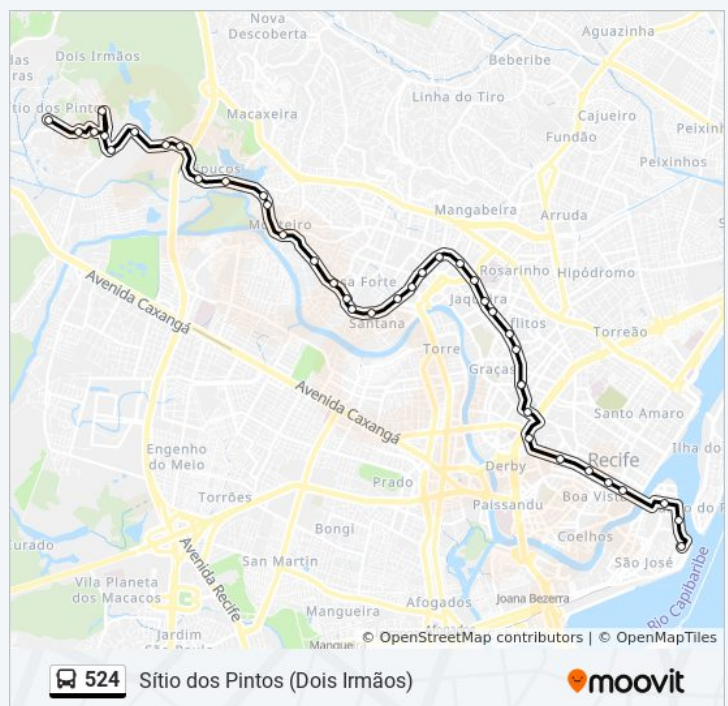 Nova
Descoberta
Aguazinha
Dois Irmãos
Beberibe
Linha do Tiro
Macaxeira
Cajueiro
Fundão
Peixinhos
Mangabeira
Arruda
Rosarinho
Hipódromo
Avenida Caxangá
Santana
Torre
Torreão
Graças
Avenida Caxangá
Santo Amaro
Engenho
do Meio
Prado
Derby
Recife
Ilha do
Boa Vista
Torrões
Paissandu
Bongi
Coelhos
San Martin
São José
Avenida Recife
Vila Planeta
dos Macacos
Mangueira
Afogados
Joana Bezerra
Rio Capibaribe
Jardim
© OpenStreetMap contributors | © OpenMapTiles
524 Sítio dos Pintos (Dois Irmãos)
moovit